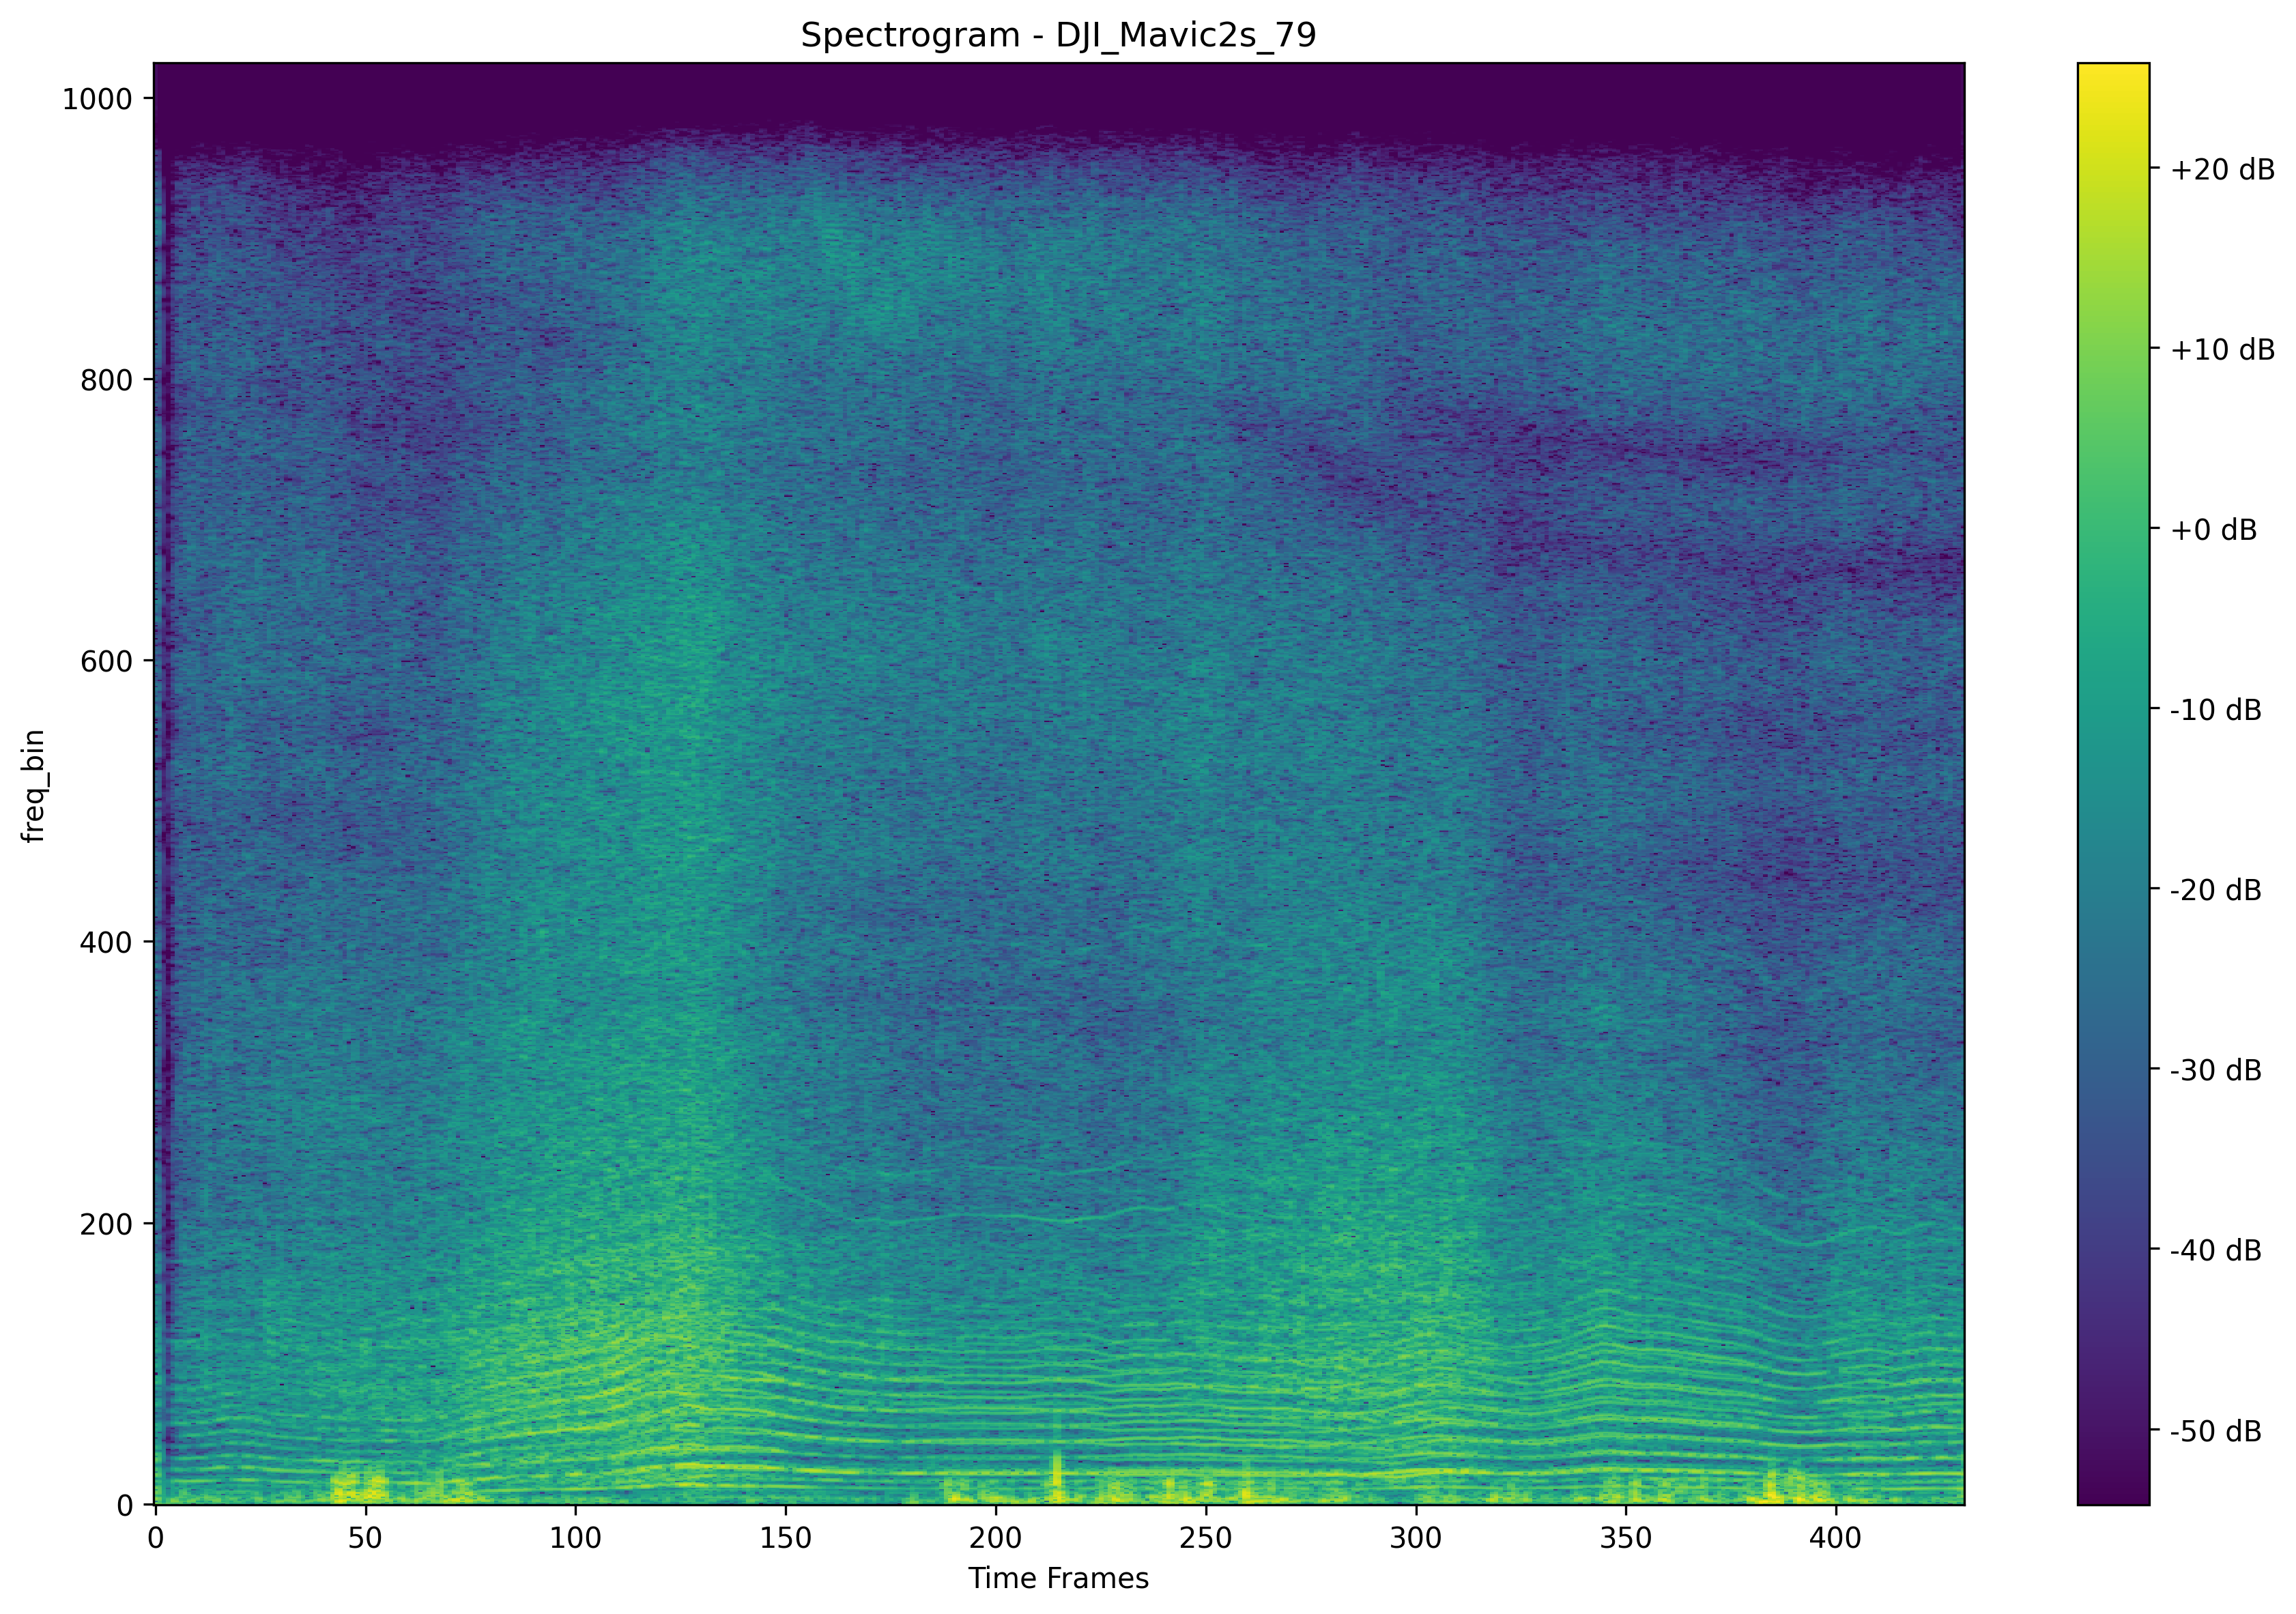 Spectrogram - DJI_Mavic2s_79
1000
800
600
400
200
0
freq_bin
0 50 100 150 200 250 300 350 400
Time Frames
+20 dB
+10 dB
+0 dB
-10 dB
-20 dB
-30 dB
-40 dB
-50 dB